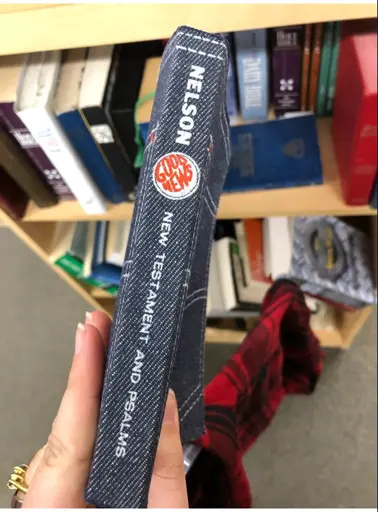 NELSON
GOOD
NEWS
NEW TESTAMENT AND PSALMS